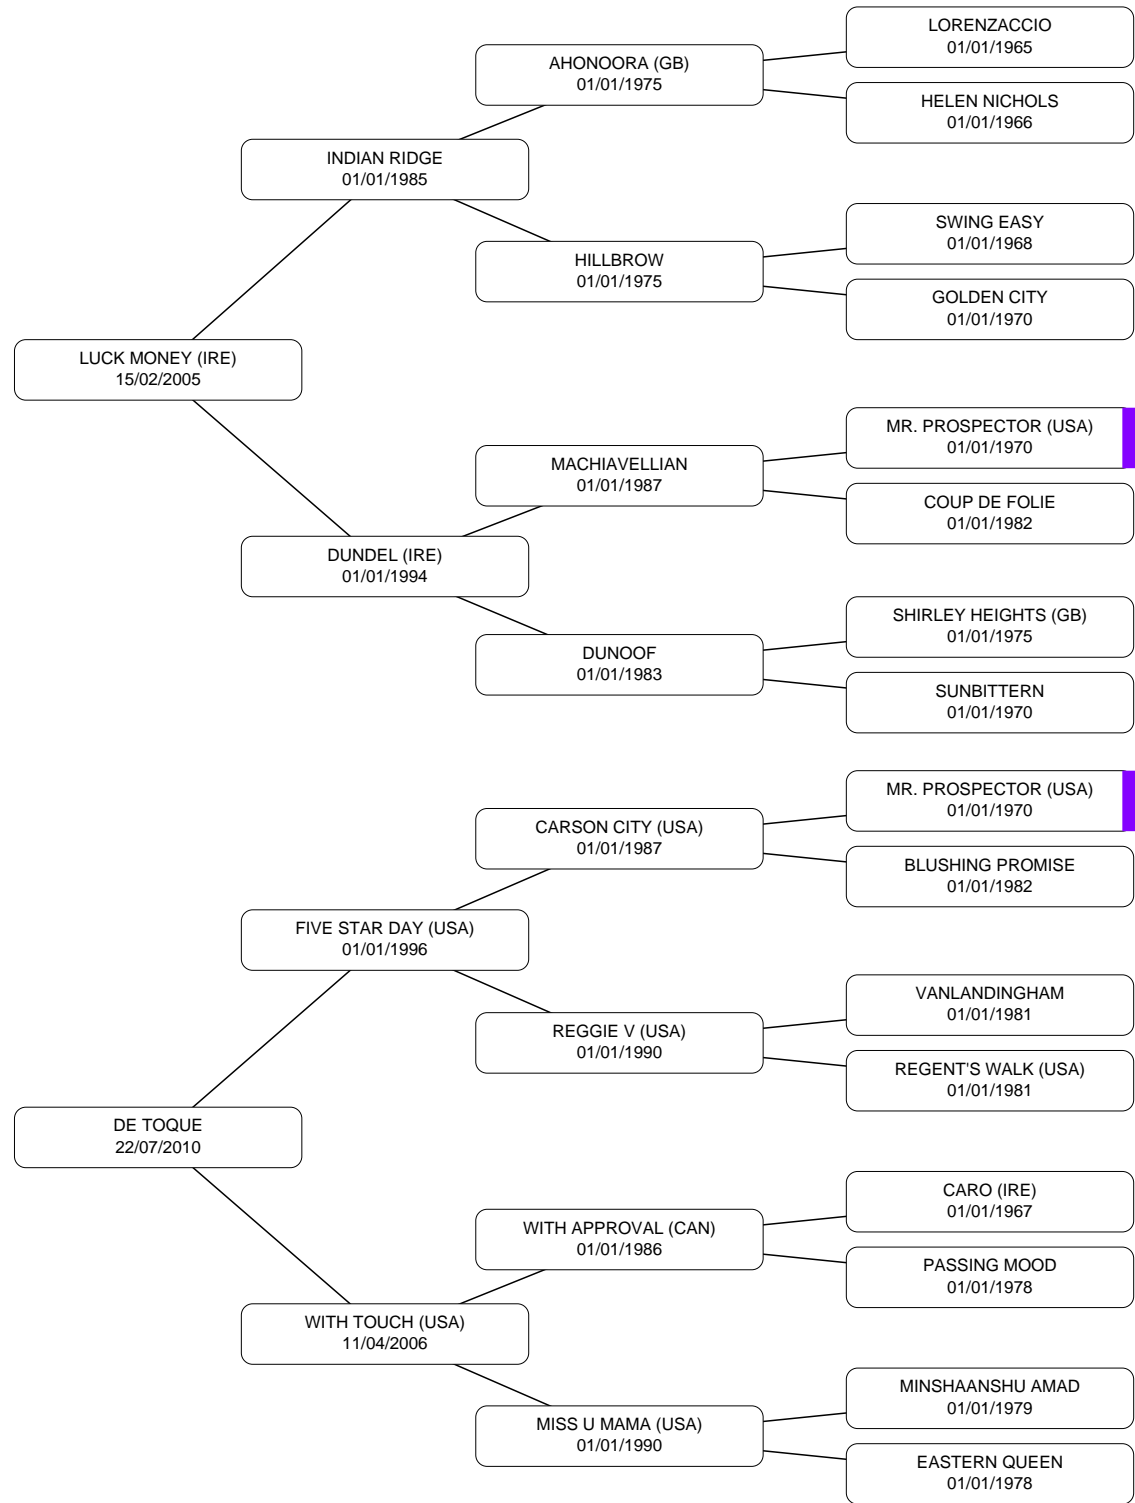 LORENZACCIO
01/01/1965
AHONOORA (GB)
01/01/1975
HELEN NICHOLS
01/01/1966
INDIAN RIDGE
01/01/1985
SWING EASY
01/01/1968
HILLBROW
01/01/1975
GOLDEN CITY
01/01/1970
LUCK MONEY (IRE)
15/02/2005
MR. PROSPECTOR (USA)
01/01/1970
MACHIAVELLIAN
01/01/1987
COUP DE FOLIE
01/01/1982
DUNDEL (IRE)
01/01/1994
SHIRLEY HEIGHTS (GB)
01/01/1975
DUNOOF
01/01/1983
SUNBITTERN
01/01/1970
MR. PROSPECTOR (USA)
01/01/1970
CARSON CITY (USA)
01/01/1987
BLUSHING PROMISE
01/01/1982
FIVE STAR DAY (USA)
01/01/1996
VANLANDINGHAM
01/01/1981
REGGIE V (USA)
01/01/1990
REGENT'S WALK (USA)
01/01/1981
DE TOQUE
22/07/2010
CARO (IRE)
01/01/1967
WITH APPROVAL (CAN)
01/01/1986
PASSING MOOD
01/01/1978
WITH TOUCH (USA)
11/04/2006
MINSHAANSHU AMAD
01/01/1979
MISS U MAMA (USA)
01/01/1990
EASTERN QUEEN
01/01/1978